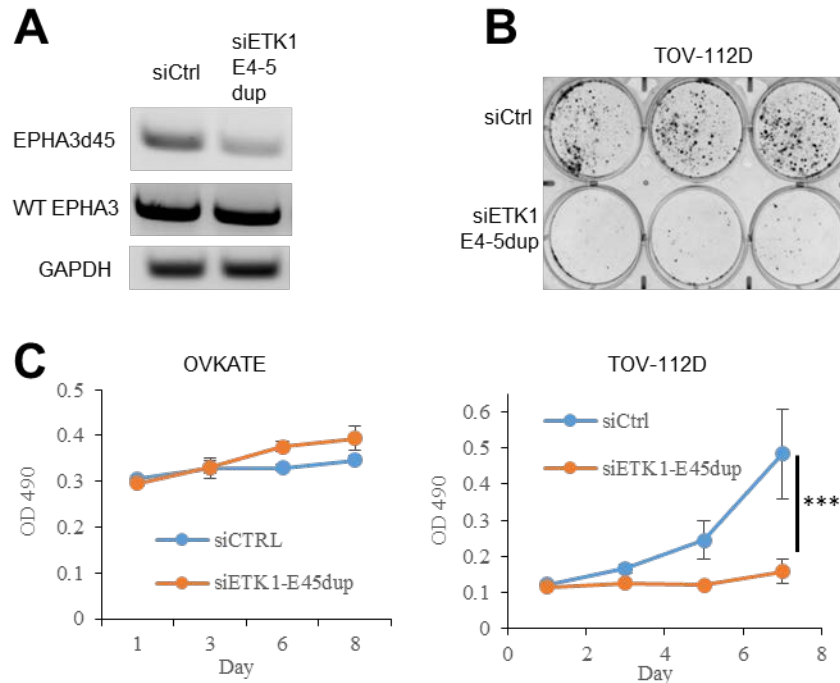 A
siCtrl
siETK1
E4-5
dup
EPHA3d45
WT EPHA3
GAPDH
B
TOV-112D
siCtrl
siETK1
E4-5dup
C
OVKATE
0.5
0.4
0.3
0.2
0.1
0
OD 490
siCTRL
siETK1-E45dup
1 3 6 8
Day
TOV-112D
0.6
0.5
0.4
0.3
0.2
0.1
0
OD 490
siCtrl
siETK1-E45dup
***
0 2 4 6 8
Day